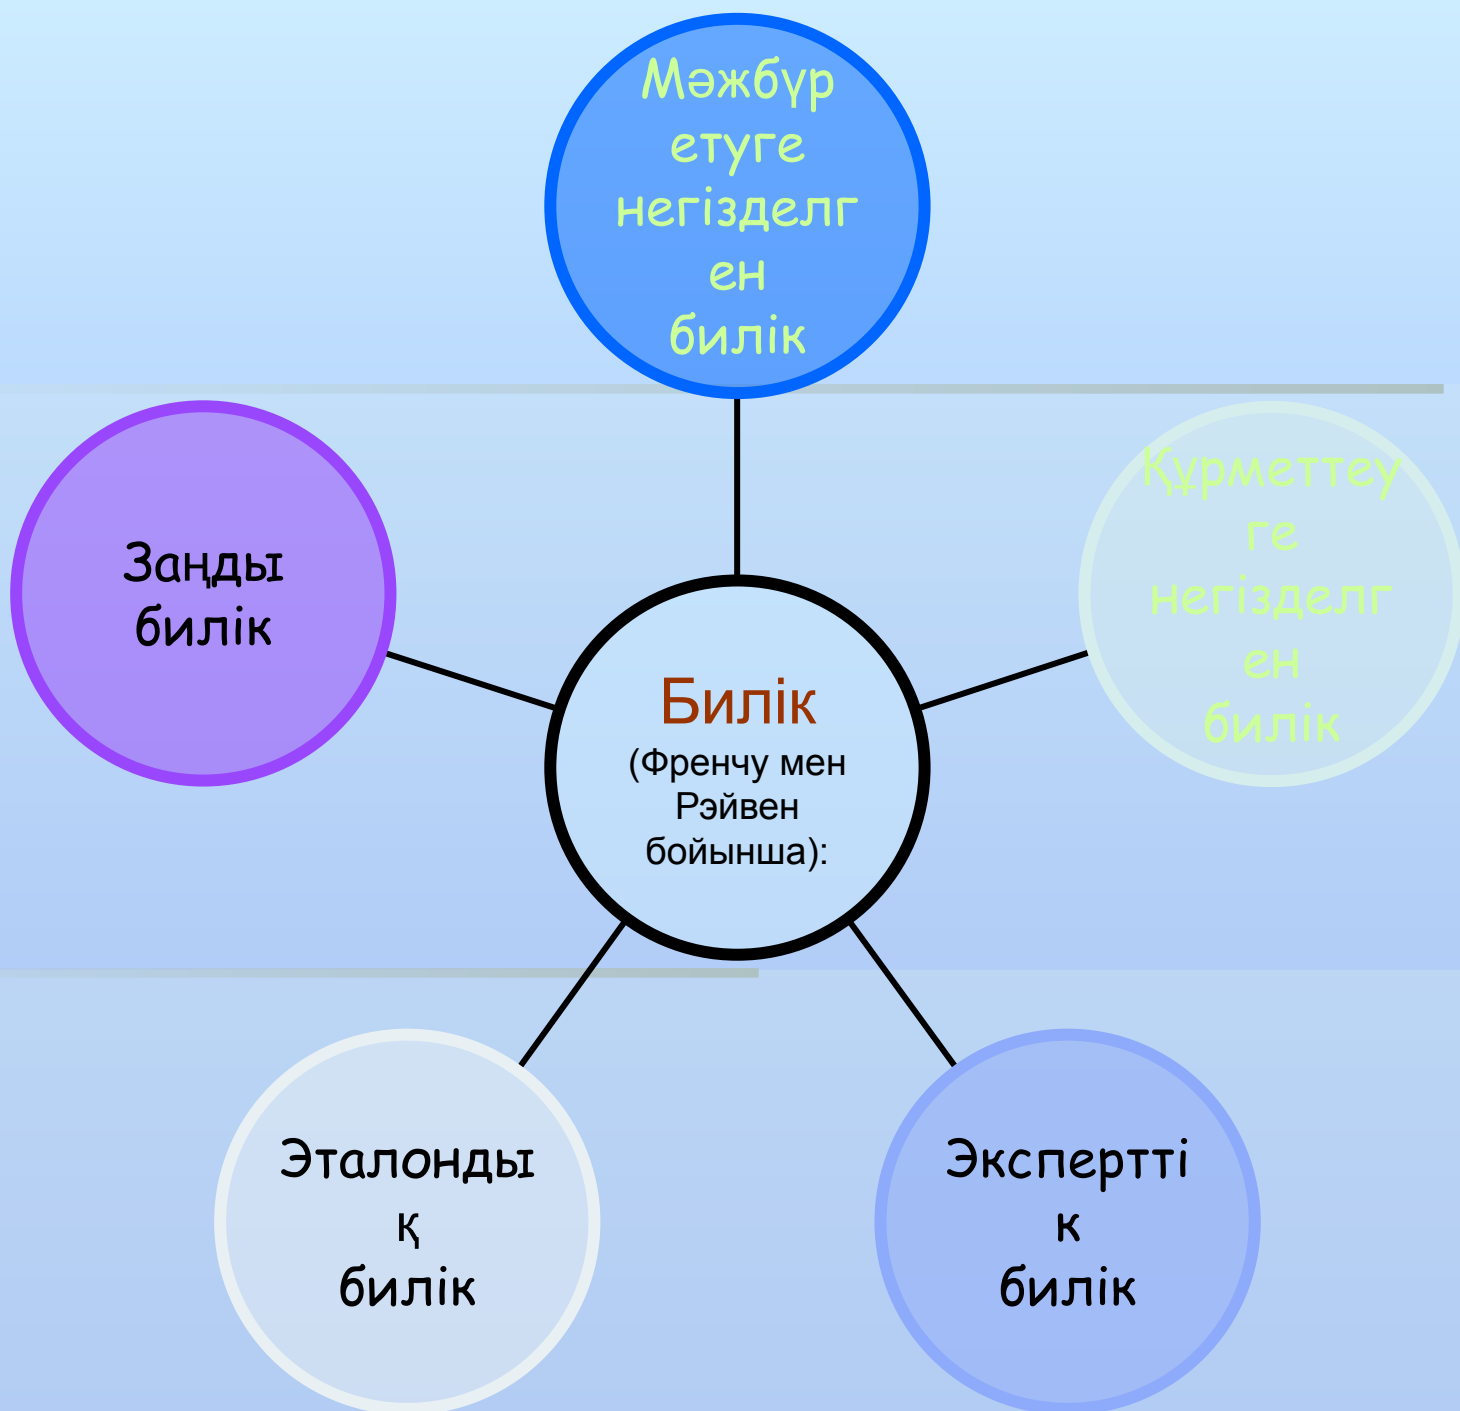 Мәжбүр
етуге
негізделг
ен
билік
Құрметтеу
ге
негізделг
ен
билік
Заңды
билік
Билік
(Френчу мен
Рэйвен
бойынша):
Эталонды
қ
билік
Экспертті
к
билік